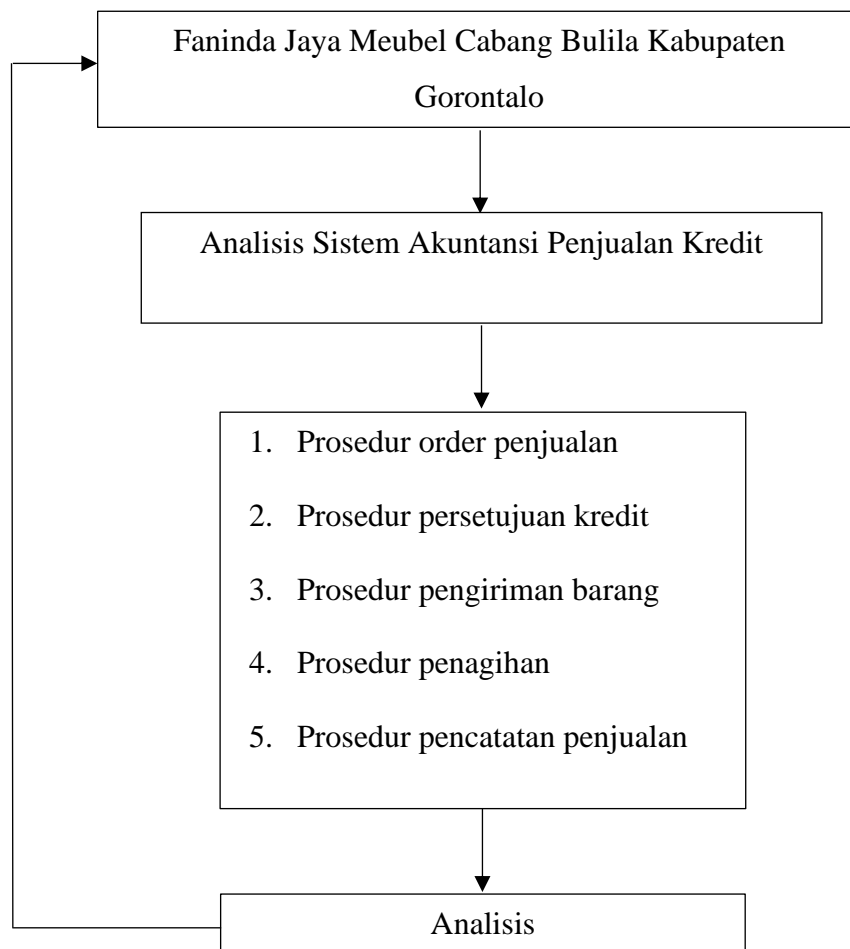 Faninda Jaya Meubel Cabang Bulila Kabupaten
Gorontalo
Analisis Sistem Akuntansi Penjualan Kredit
1. Prosedur order penjualan
2. Prosedur persetujuan kredit
3. Prosedur pengiriman barang
4. Prosedur penagihan
5. Prosedur pencatatan penjualan
Analisis